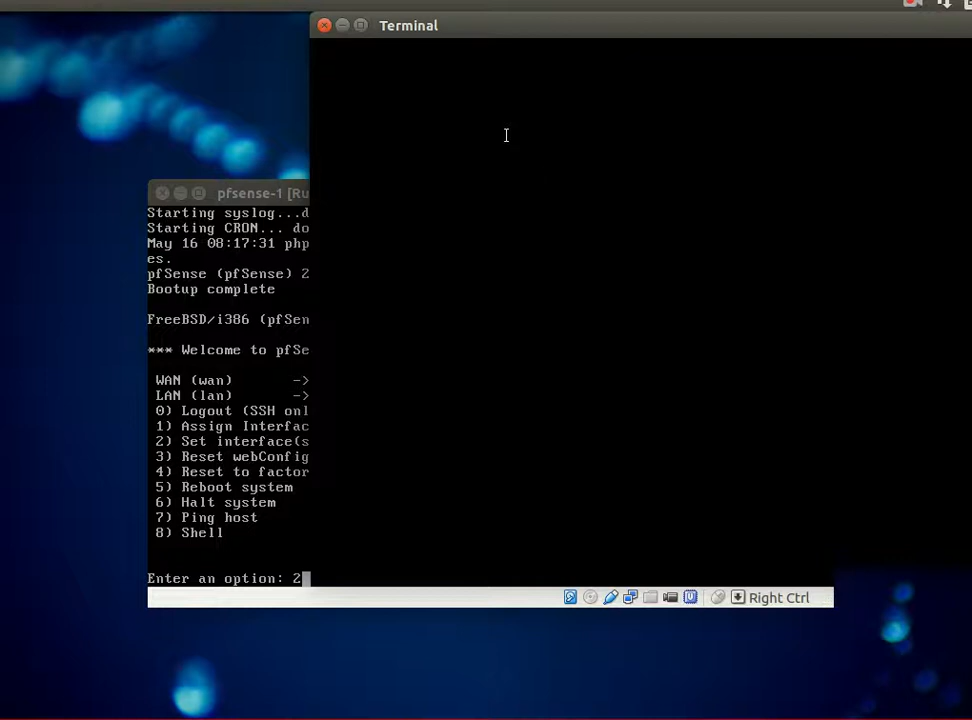 Terminal
pfsense-1 [Ru
Starting syslog...d
Starting CRON... do
May 16 08:17:31 php
es.
pfSense (pfSense) 2
Bootup complete
FreeBSD/i386 (pfSen
*** Welcome to pfSe
WAN (wan) ->
LAN (lan) ->
0) Logout (SSH onl
1) Assign Interfac
2) Set interface(s
3) Reset webConfig
4) Reset to factor
5) Reboot system
6) Halt system
7) Ping host
8) Shell
Enter an option: 2
Right Ctrl